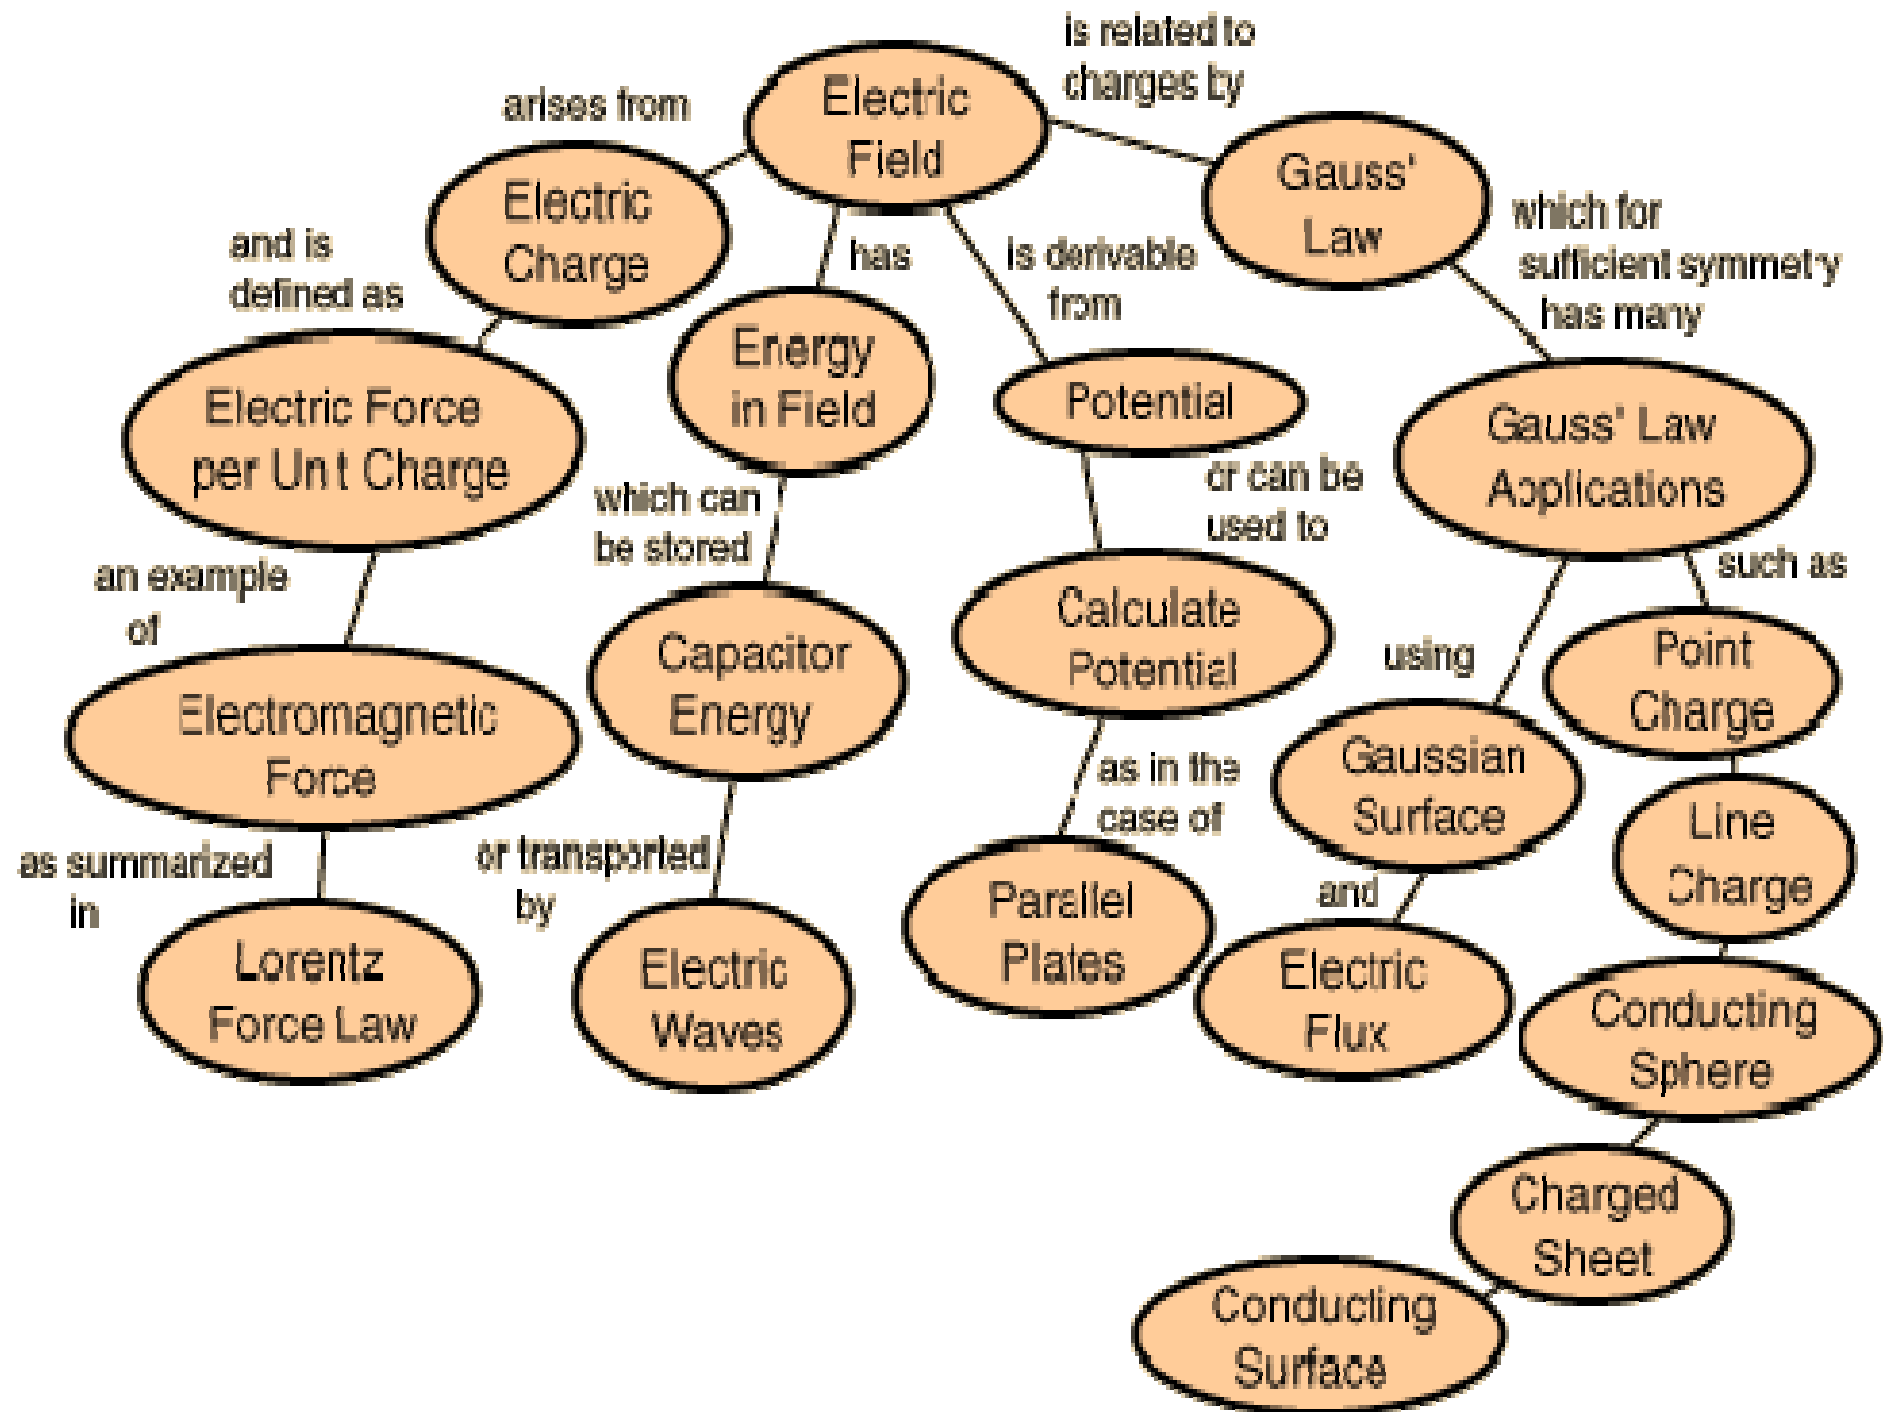 is related to
charges by
Electric
Field
arises from
Electric
Charge
Gauss'
Law
and is
defined as
has
is derivable
from
which for
sufficient symmetry
has many
Electric Force
per Unit Charge
Energy
in Field
Potential
Gauss' Law
Applications
which can
be stored
or can be
used to
an example
of
such as
Electromagnetic
Force
Capacitor
Energy
Calculate
Potential
using
Point
Charge
Gaussian
Surface
as summarized
in
or transported
by
as in the
case of
Line
Charge
and
Lorentz
Force Law
Electric
Waves
Parallel
Plates
Electric
Flux
Conducting
Sphere
Charged
Sheet
Conducting
Surface